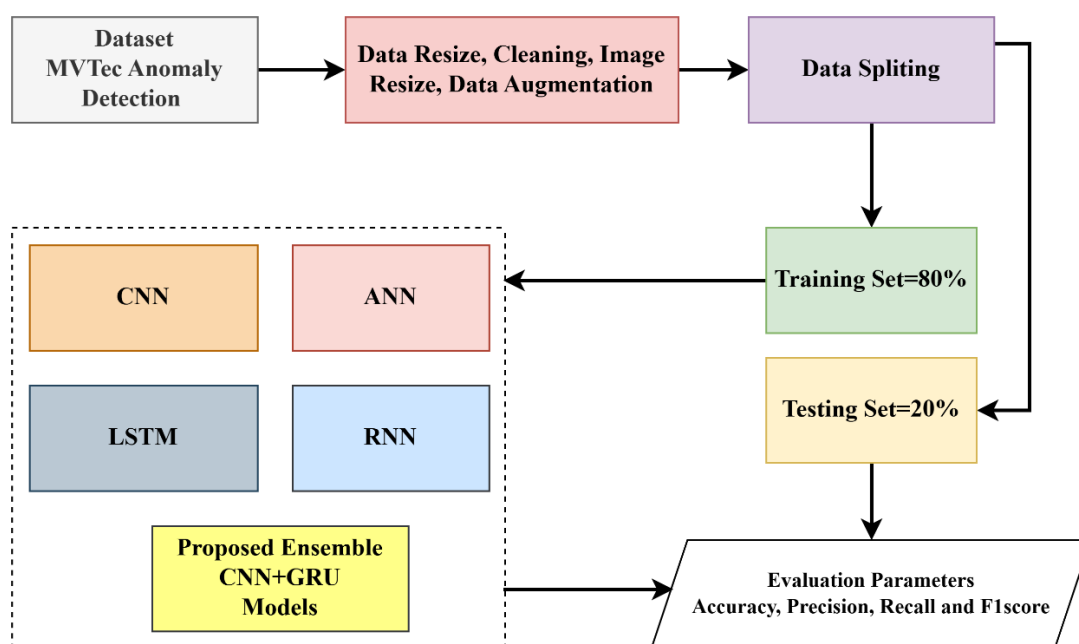 Dataset
MVTec Anomaly
Detection
Data Resize, Cleaning, Image
Resize, Data Augmentation
Data Spliting
Training Set=80%
CNN
ANN
LSTM
RNN
Testing Set=20%
Proposed Ensemble
CNN+GRU
Models
Evaluation Parameters
Accuracy, Precision, Recall and F1score